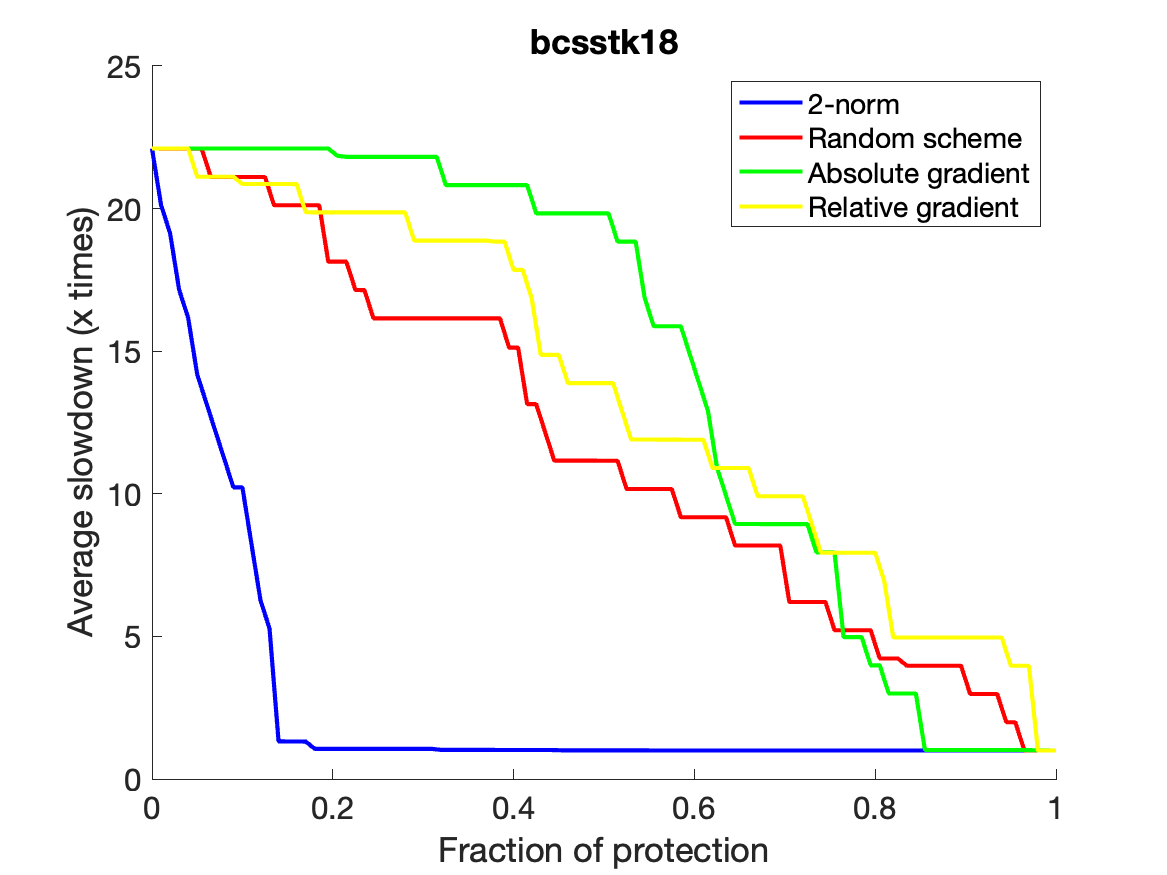 bcsstk18
25
20
15
10
5
0
Average slowdown (x times)
2-norm
Random scheme
Absolute gradient
Relative gradient
0 0.2 0.4 0.6 0.8 1
Fraction of protection